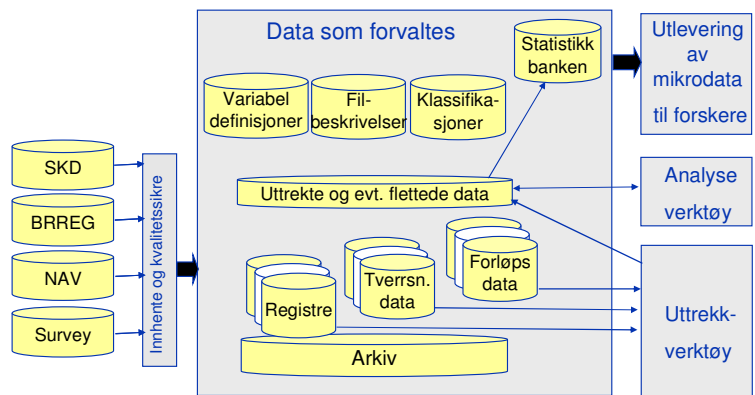 Data som forvaltes
Statistikk
banken
Utlevering
av
mikrodata
til forskere
Variabel
definisjoner
Fil-
beskrivelser
Klassifika-
sjoner
SKD
BRREG
NAV
Survey
Innhente og kvalitetssikre
Uttrekte og evt. flettede data
Analyse
verktøy
Registre
Tverrsn.
data
Forløps
data
Uttrekk-
verktøy
Arkiv